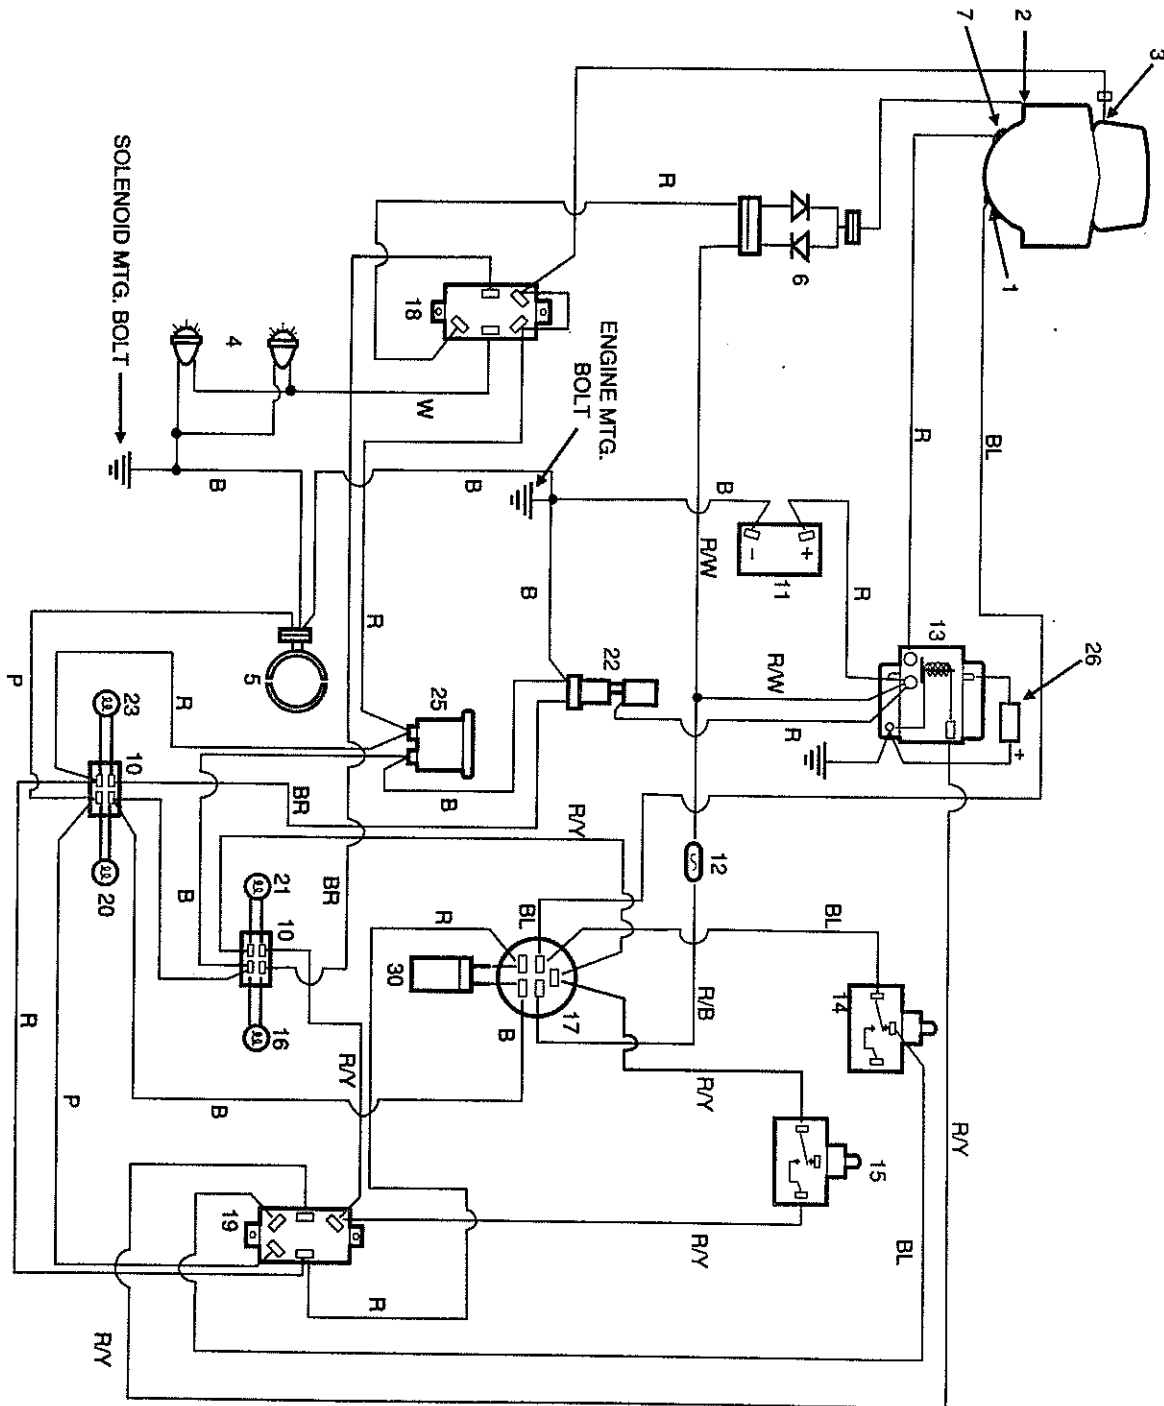 3
2
7
1
6
R
SOLENOID MTG. BOLT
4
18
W
ENGINE MTG.
BOLT
B
B
R
B
-
+
11
B
R/W
R
R
BL
13
26
+
R/W
R
22
B
R
25
B
5
P
R
23
10
20
B
BR
BR
21
10
16
R/Y
12
BL
R
30
17
B
R/B
BL
14
R/Y
15
R/Y
BL
R/Y
R
P
B
R/Y
19
R
R/Y